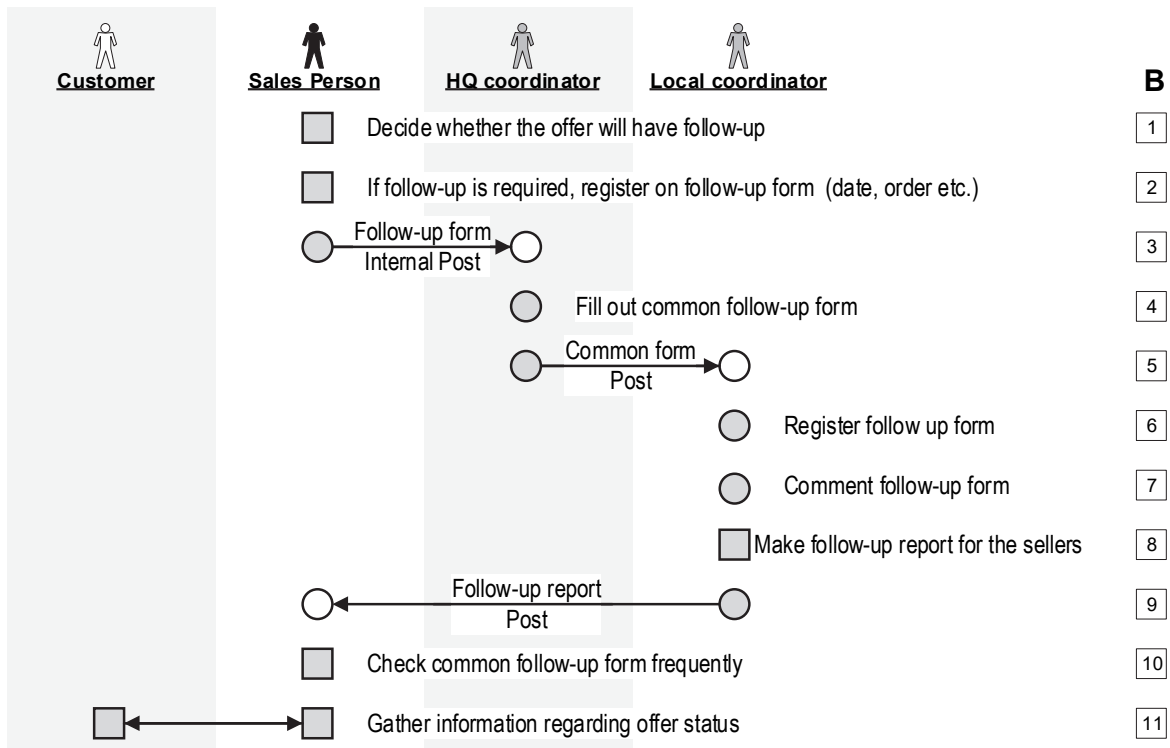 Customer
Sales Person
HQ coordinator
Local coordinator
B
Decide whether the offer will have follow-up
1
If follow-up is required, register on follow-up form (date, order etc.)
2
Follow-up form
Internal Post
3
Fill out common follow-up form
4
Common form
Post
5
Register follow up form
6
Comment follow-up form
7
Make follow-up report for the sellers
8
Follow-up report
Post
9
Check common follow-up form frequently
10
Gather information regarding offer status
11